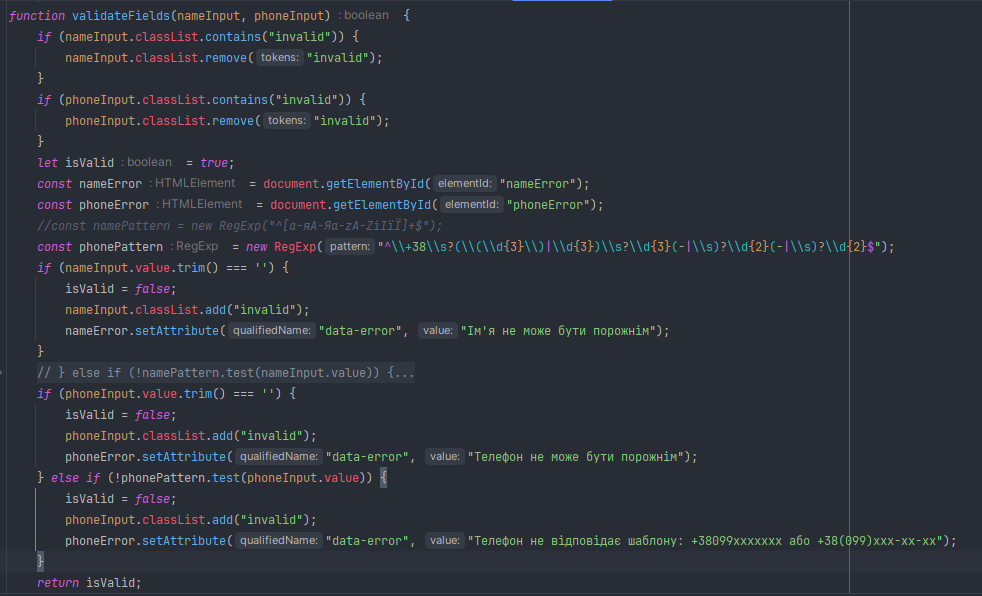 function validateFields(nameInput, phoneInput) : boolean {
    if (nameInput.classList.contains("invalid")) {
        nameInput.classList.remove( tokens: "invalid");
    }
    if (phoneInput.classList.contains("invalid")) {
        phoneInput.classList.remove( tokens: "invalid");
    }
    let isValid : boolean = true;
    const nameError : HTMLElement = document.getElementById( elementId: "nameError");
    const phoneError : HTMLElement = document.getElementById( elementId: "phoneError");
    //const namePattern = new RegExp("^[а-яА-Яa-zA-ZіІїЇ]+$");
    const phonePattern : RegExp = new RegExp( pattern: "^\\+38\\s?(\\(\\d{3}\\)|\\d{3})\\s?\\d{3}(-|\\s)?\\d{2}(-|\\s)?\\d{2}$");
    if (nameInput.value.trim() === '') {
        isValid = false;
        nameInput.classList.add("invalid");
        nameError.setAttribute( qualifiedName: "data-error", value: "Ім'я не може бути порожнім");
    }
    // } else if (!namePattern.test(nameInput.value)) {...
    if (phoneInput.value.trim() === '') {
        isValid = false;
        phoneInput.classList.add("invalid");
        phoneError.setAttribute( qualifiedName: "data-error", value: "Телефон не може бути порожнім");
    } else if (!phonePattern.test(phoneInput.value)) {
        isValid = false;
        phoneInput.classList.add("invalid");
        phoneError.setAttribute( qualifiedName: "data-error", value: "Телефон не відповідає шаблону: +38099xxxxxxx або +38(099)xxx-xx-xx");
    }
    return isValid;